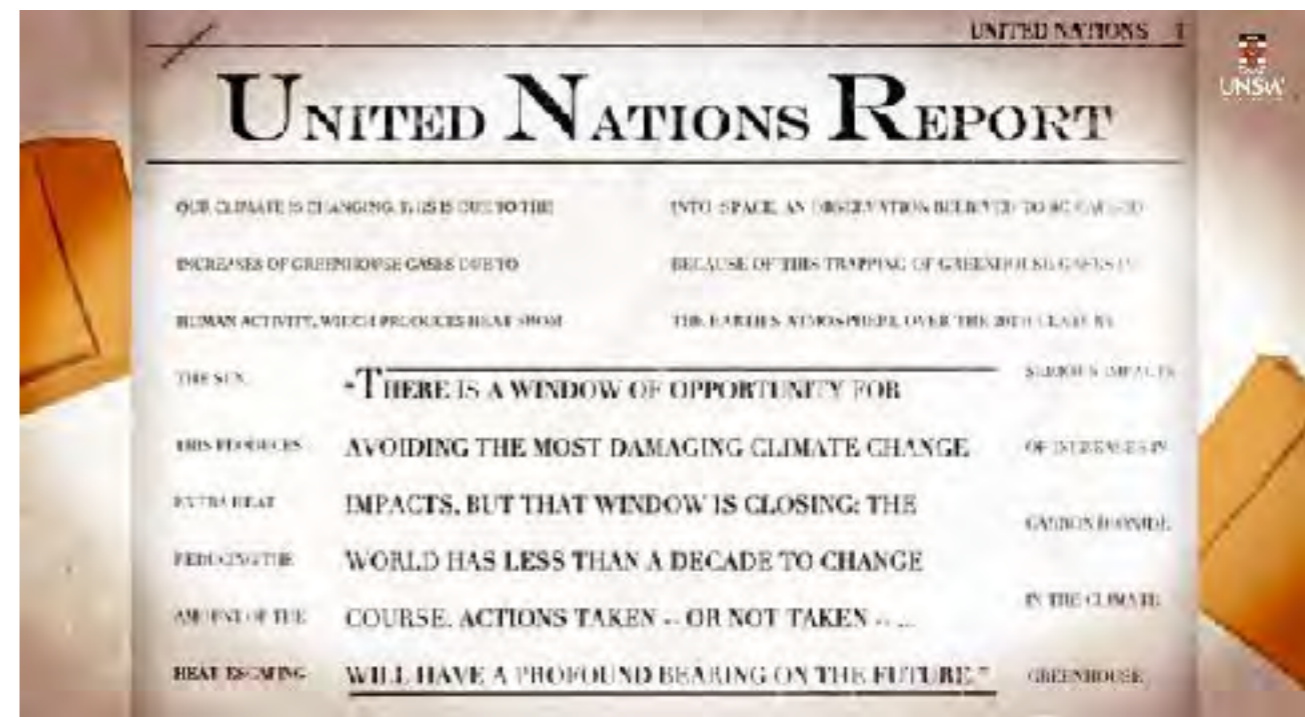 UNITED NATIONS 1
UNSW
UNITED NATIONS REPORT
OUR CLIMATE IS CHANGING. THIS IS DUE TO THE
INCREASES OF GREENHOUSE GASES DUE TO
HUMAN ACTIVITY, WHICH PRODUCES HEAT FROM
THE SUN.
THIS PRODUCES
EXTRA HEAT
REDUCING THE
AMOUNT OF THE
HEAT ESCAPING
"THERE IS A WINDOW OF OPPORTUNITY FOR
AVOIDING THE MOST DAMAGING CLIMATE CHANGE
IMPACTS, BUT THAT WINDOW IS CLOSING: THE
WORLD HAS LESS THAN A DECADE TO CHANGE
COURSE. ACTIONS TAKEN -- OR NOT TAKEN -- ...
WILL HAVE A PROFOUND BEARING ON THE FUTURE."
INTO SPACE, AN OBSERVATION BELIEVED TO BE CAUSED
BECAUSE OF THIS TRAPPING OF GREENHOUSE GASES IN
THE EARTH'S ATMOSPHERE. OVER THE 20TH CENTURY
SERIOUS IMPACTS
OF INCREASES IN
CARBON DIOXIDE
IN THE CLIMATE
GREENHOUSE